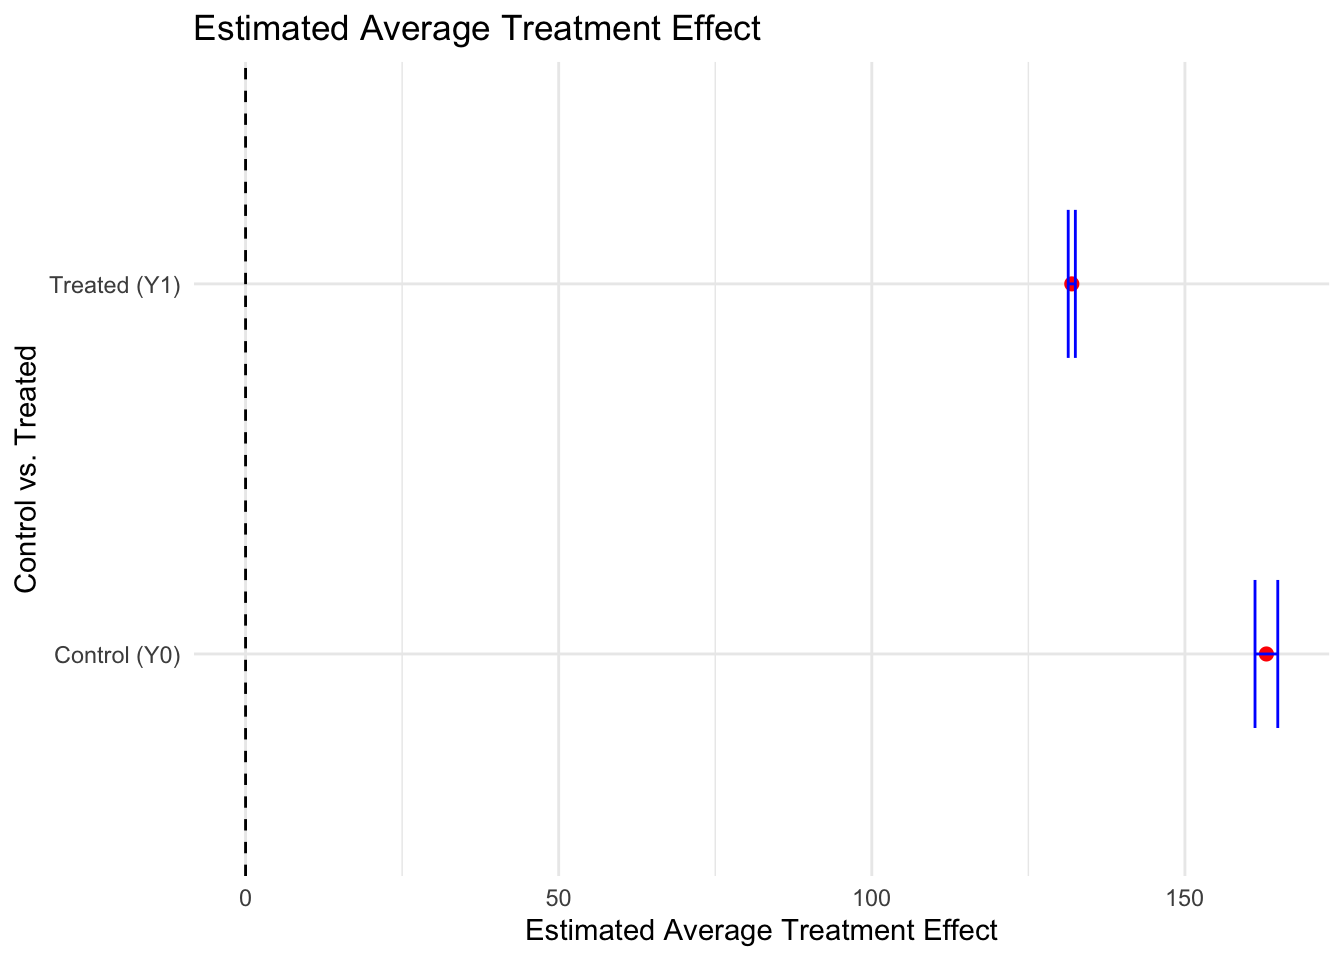 Estimated Average Treatment Effect
Control vs. Treated
Treated (Y1)
Control (Y0)
0 50 100 150
Estimated Average Treatment Effect